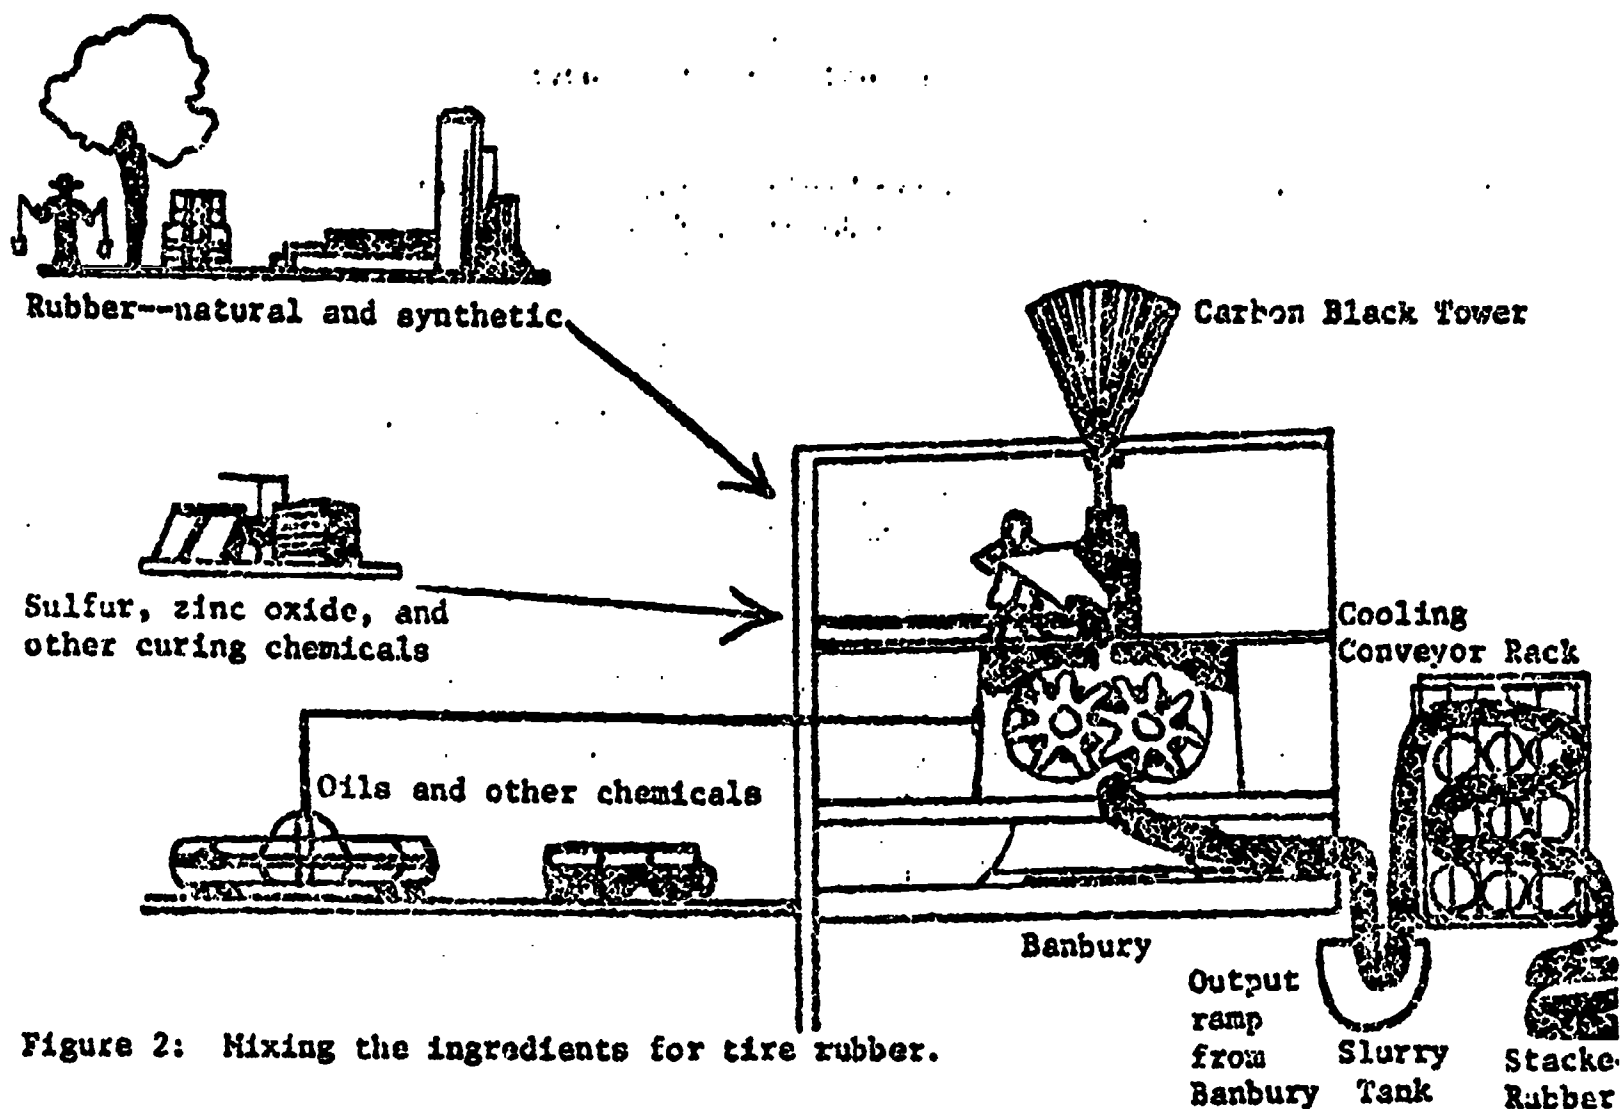 Rubber--natural and synthetic
Carbon Black Tower
Sulfur, zinc oxide, and
other curing chemicals
Cooling
Conveyor Rack
Oils and other chemicals
Banbury
Output
ramp
from
Banbury
Slurry
Tank
Stacke
Rubber
Figure 2: Mixing the ingredients for tire rubber.